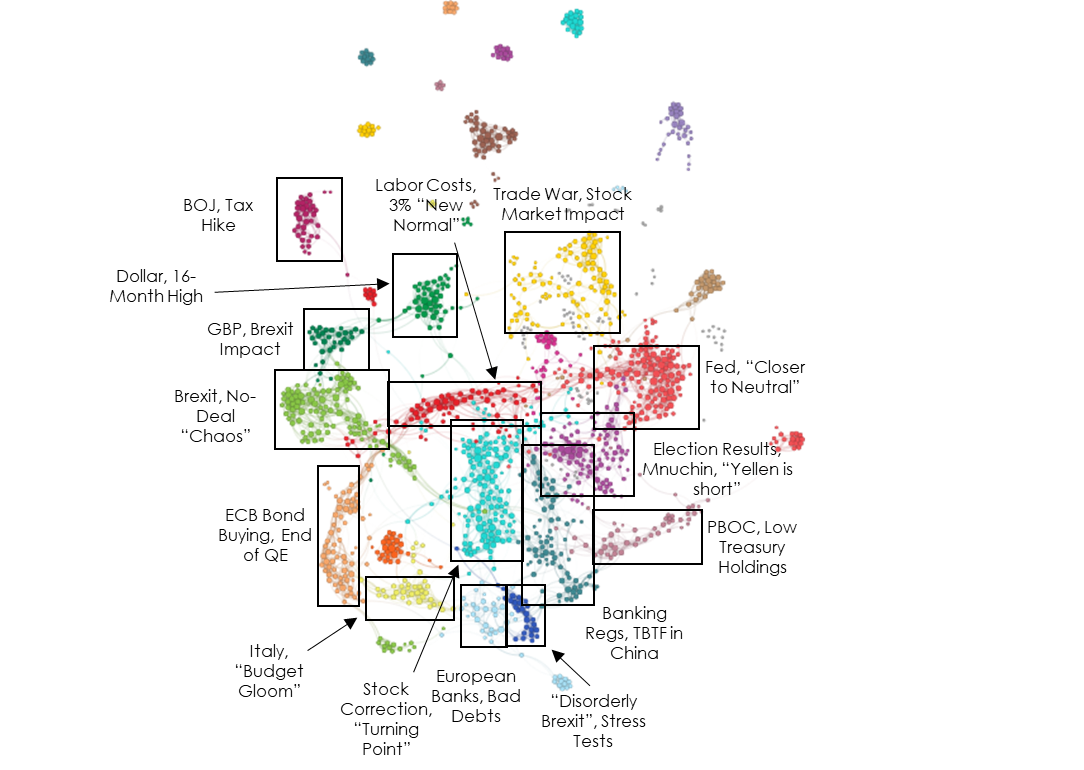 Labor Costs,
3% “New
Normal”
Trade War, Stock
Market Impact
BOJ, Tax
Hike
Dollar, 16-
Month High
GBP, Brexit
Impact
Fed, “Closer
to Neutral”
Brexit, No-
Deal
“Chaos”
Election Results,
Mnuchin, “Yellen is
short”
ECB Bond
Buying, End
of QE
PBOC, Low
Treasury
Holdings
Banking
Regs, TBTF in
China
Italy,
“Budget
Gloom”
Stock
Correction,
“Turning
Point”
European
Banks, Bad
Debts
“Disorderly
Brexit”, Stress
Tests